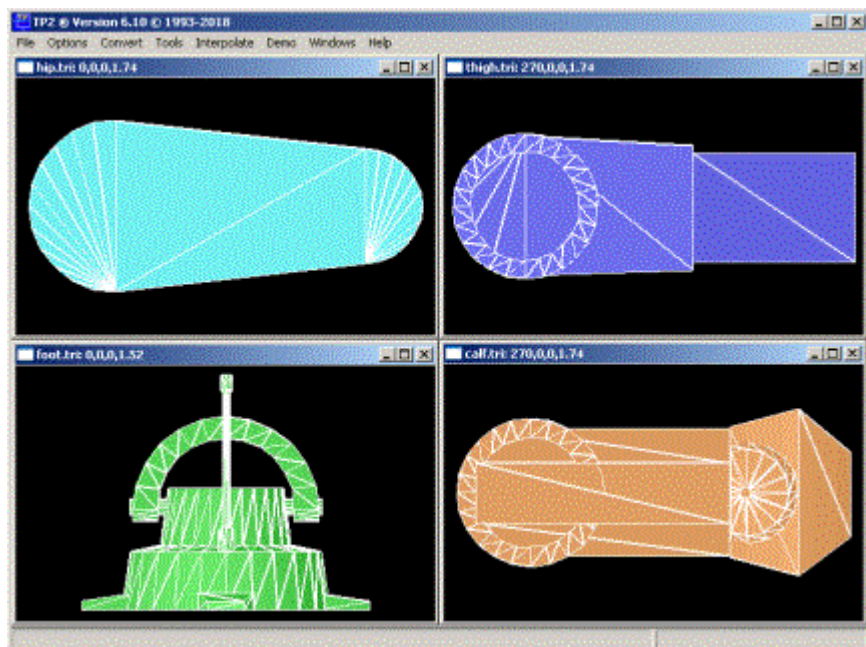 TP2 ® Version 6.10 © 1993-2018
File Options Convert Tools Interpolate Demo Windows Help
hip.tri: 0,0,0,1.74
thigh.tri: 270,0,0,1.74
foot.tri: 0,0,0,1.52
calf.tri: 270,0,0,1.74